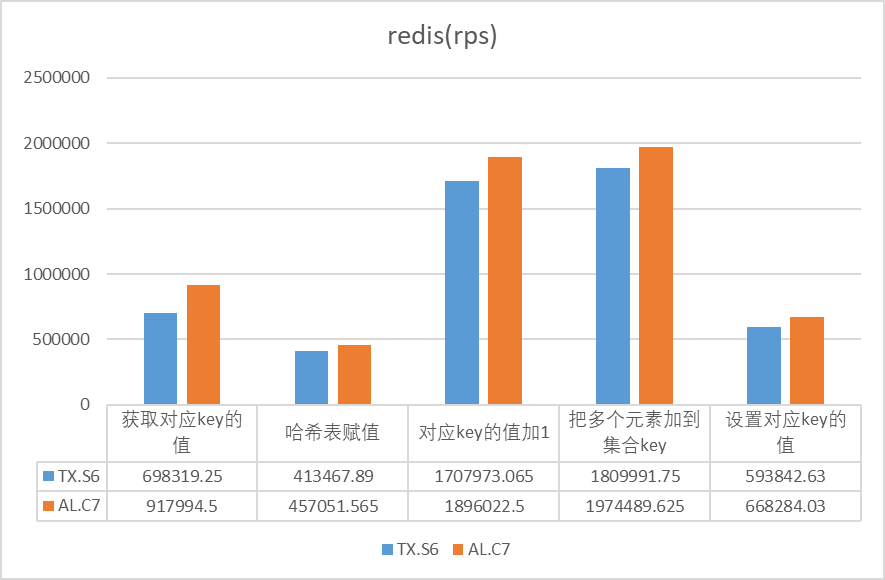 redis(rps)
2500000
2000000
1500000
1000000
500000
0
获取对应key的值 哈希表赋值 对应key的值加1 把多个元素加到集合key 设置对应key的值
TX.S6 698319.25 413467.89 1707973.065 1809991.75 593842.63
AL.C7 917994.5 457051.565 1896022.5 1974489.625 668284.03
TX.S6 AL.C7